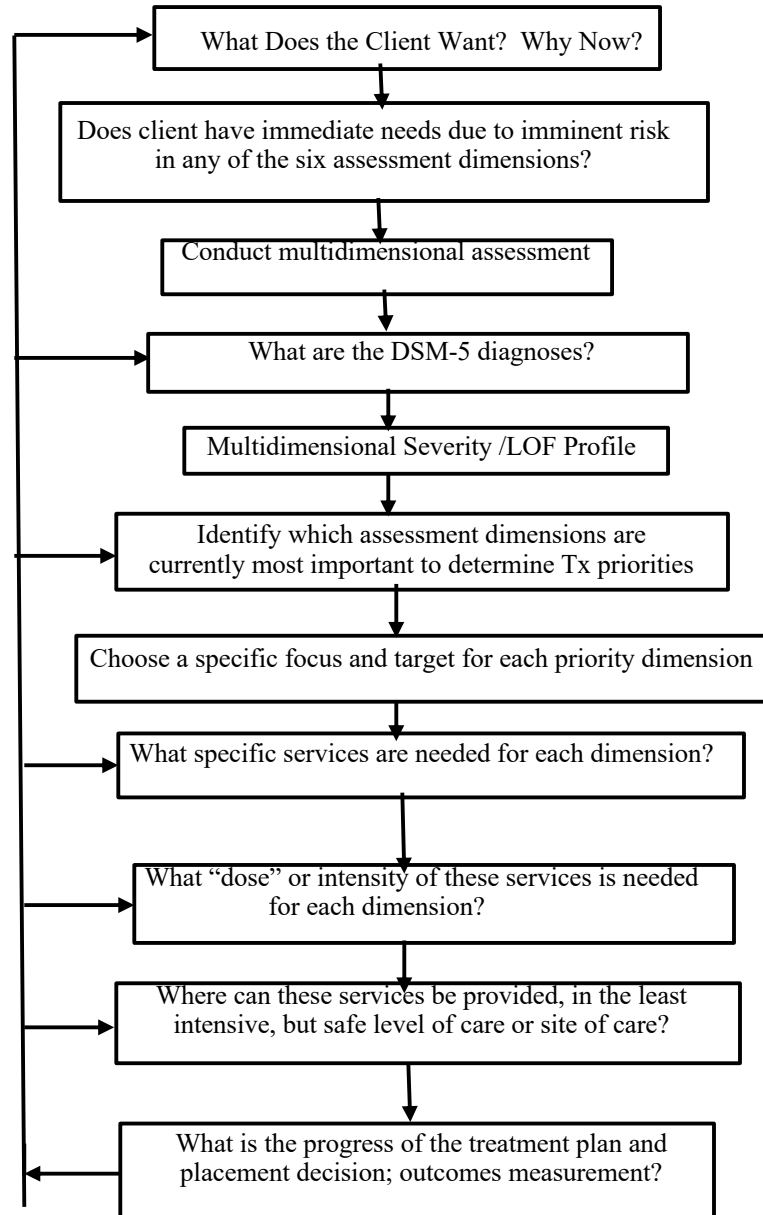 What Does the Client Want? Why Now?
Does client have immediate needs due to imminent risk
in any of the six assessment dimensions?
Conduct multidimensional assessment
What are the DSM-5 diagnoses?
Multidimensional Severity /LOF Profile
Identify which assessment dimensions are
currently most important to determine Tx priorities
Choose a specific focus and target for each priority dimension
What specific services are needed for each dimension?
What “dose” or intensity of these services is needed
for each dimension?
Where can these services be provided, in the least
intensive, but safe level of care or site of care?
What is the progress of the treatment plan and
placement decision; outcomes measurement?